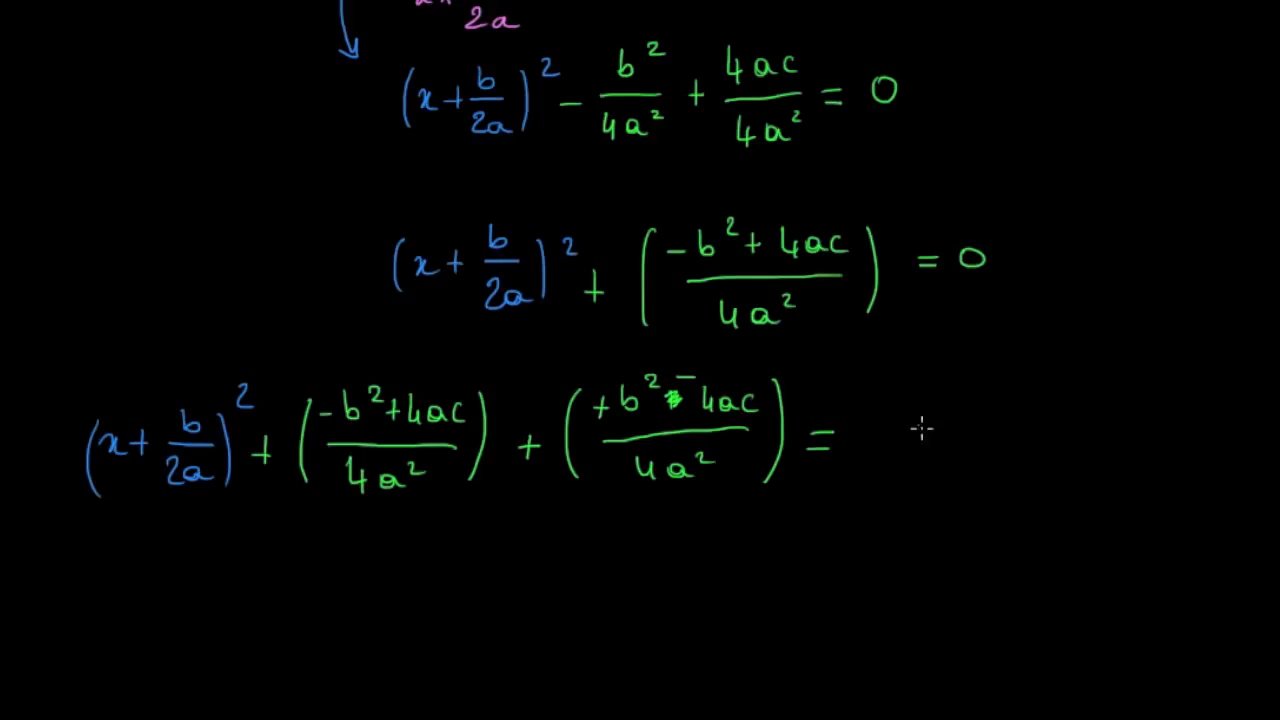 2a
(x + b/2a)² - b²/4a² + 4ac/4a² = 0
(x + b/2a)² + (-b² + 4ac/4a²) = 0
(x + b/2a)² + (-b² + 4ac/4a²) + (+b² - 4ac/4a²) =